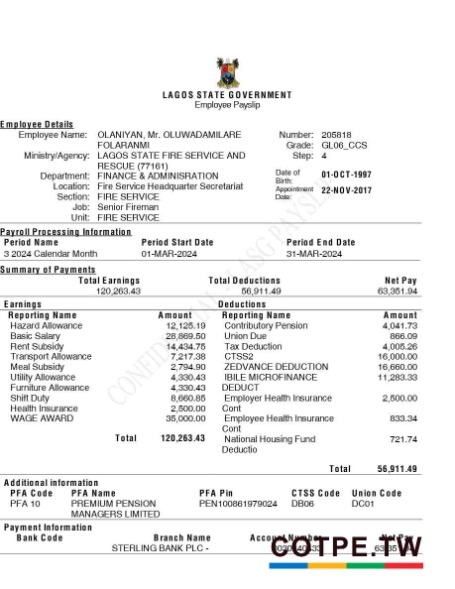 LAGOS STATE GOVERNMENT
Employee Payslip
Employee Details
Employee Name: OLANIYAN, Mr. OLUWADAMILARE FOLARANMI
Number: 205818
Grade: GL06_CCS
Ministry/Agency: LAGOS STATE FIRE SERVICE AND RESCUE (77161)
Step: 4
Department: FINANCE & ADMINISRATION
Date of Birth: 01-OCT-1997
Location: Fire Service Headquarter Secretariat
Appointment Date: 22-NOV-2017
Section: FIRE SERVICE
Job: Senior Fireman
Unit: FIRE SERVICE
Payroll Processing Information
Period Name Period Start Date Period End Date
3 2024 Calendar Month 01-MAR-2024 31-MAR-2024
Summary of Payments
Total Earnings Total Deductions Net Pay
120,263.43 56,911.49 63,351.94
Earnings Deductions
Reporting Name Amount Reporting Name Amount
Hazard Allowance 12,125.19 Contributory Pension 4,041.73
Basic Salary 28,869.50 Union Due 866.09
Rent Subsidy 14,434.75 Tax Deduction 4,005.26
Transport Allowance 7,217.38 CTSS2 16,000.00
Meal Subsidy 2,794.90 ZEDVANCE DEDUCTION 16,660.00
Utility Allowance 4,330.43 IBILE MICROFINANCE 11,283.33
Furniture Allowance 4,330.43 DEDUCT
Shift Duty 8,660.85 Employer Health Insurance 2,500.00
Health Insurance 2,500.00 Cont
WAGE AWARD 35,000.00 Employee Health Insurance 833.34
Cont
Total 120,263.43 National Housing Fund 721.74
Deductio
Total 56,911.49
Additional information
PFA Code PFA Name PFA Pin CTSS Code Union Code
PFA 10 PREMIUM PENSION PEN100861979024 DB06 DC01
MANAGERS LIMITED
Payment Information
Bank Code Branch Name Account Number Net Pay
STERLING BANK PLC -
COTPE.TW